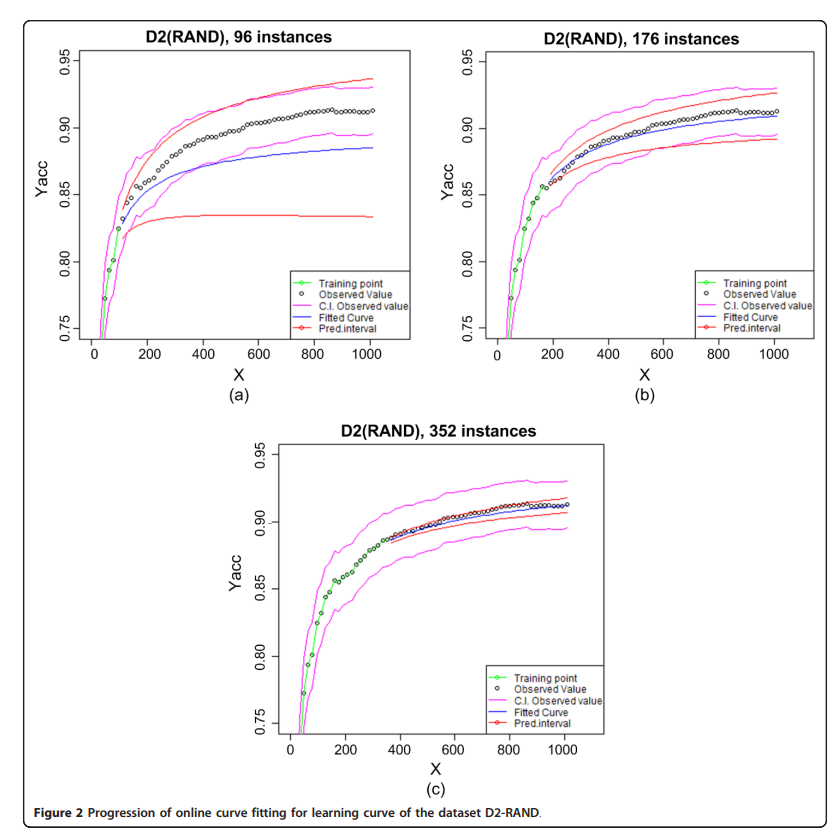 D2(RAND), 96 instances
0.95
0.90
0.85
0.80
0.75
Yacc
0 200 400 600 800 1000
X
(a)
Training point
Observed Value
C.I. Observed value
Fitted Curve
Pred.interval
D2(RAND), 176 instances
0.95
0.90
0.85
0.80
0.75
Yacc
0 200 400 600 800 1000
X
(b)
Training point
Observed Value
C.I. Observed value
Fitted Curve
Pred.interval
D2(RAND), 352 instances
0.95
0.90
0.85
0.80
0.75
Yacc
0 200 400 600 800 1000
X
(c)
Training point
Observed Value
C.I. Observed value
Fitted Curve
Pred.interval
Figure 2 Progression of online curve fitting for learning curve of the dataset D2-RAND.